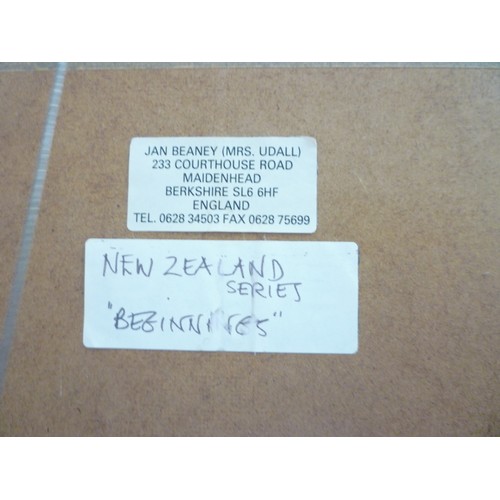 JAN BEANEY (MRS. UDALL)
233 COURTHOUSE ROAD
MAIDENHEAD
BERKSHIRE SL6 6HF
ENGLAND
TEL. 0628 34503 FAX 0628 75699
NEW ZEALAND
SERIES
"BEGINNINGS"